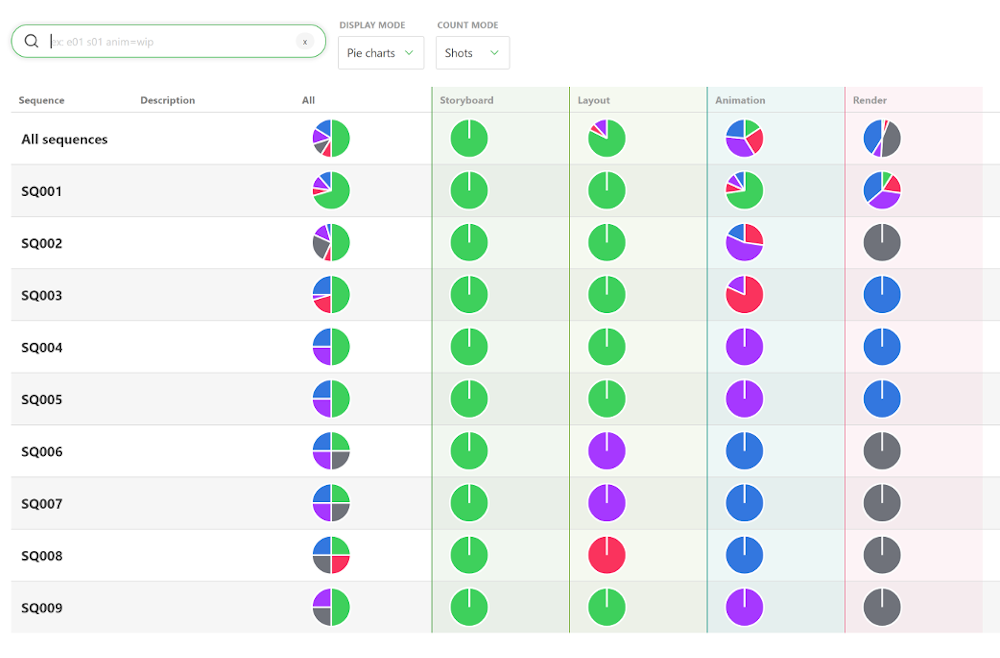 DISPLAY MODE COUNT MODE
ex: e01 s01 anim=wip x Pie charts Shots
Sequence Description All Storyboard Layout Animation Render
All sequences
SQ001
SQ002
SQ003
SQ004
SQ005
SQ006
SQ007
SQ008
SQ009